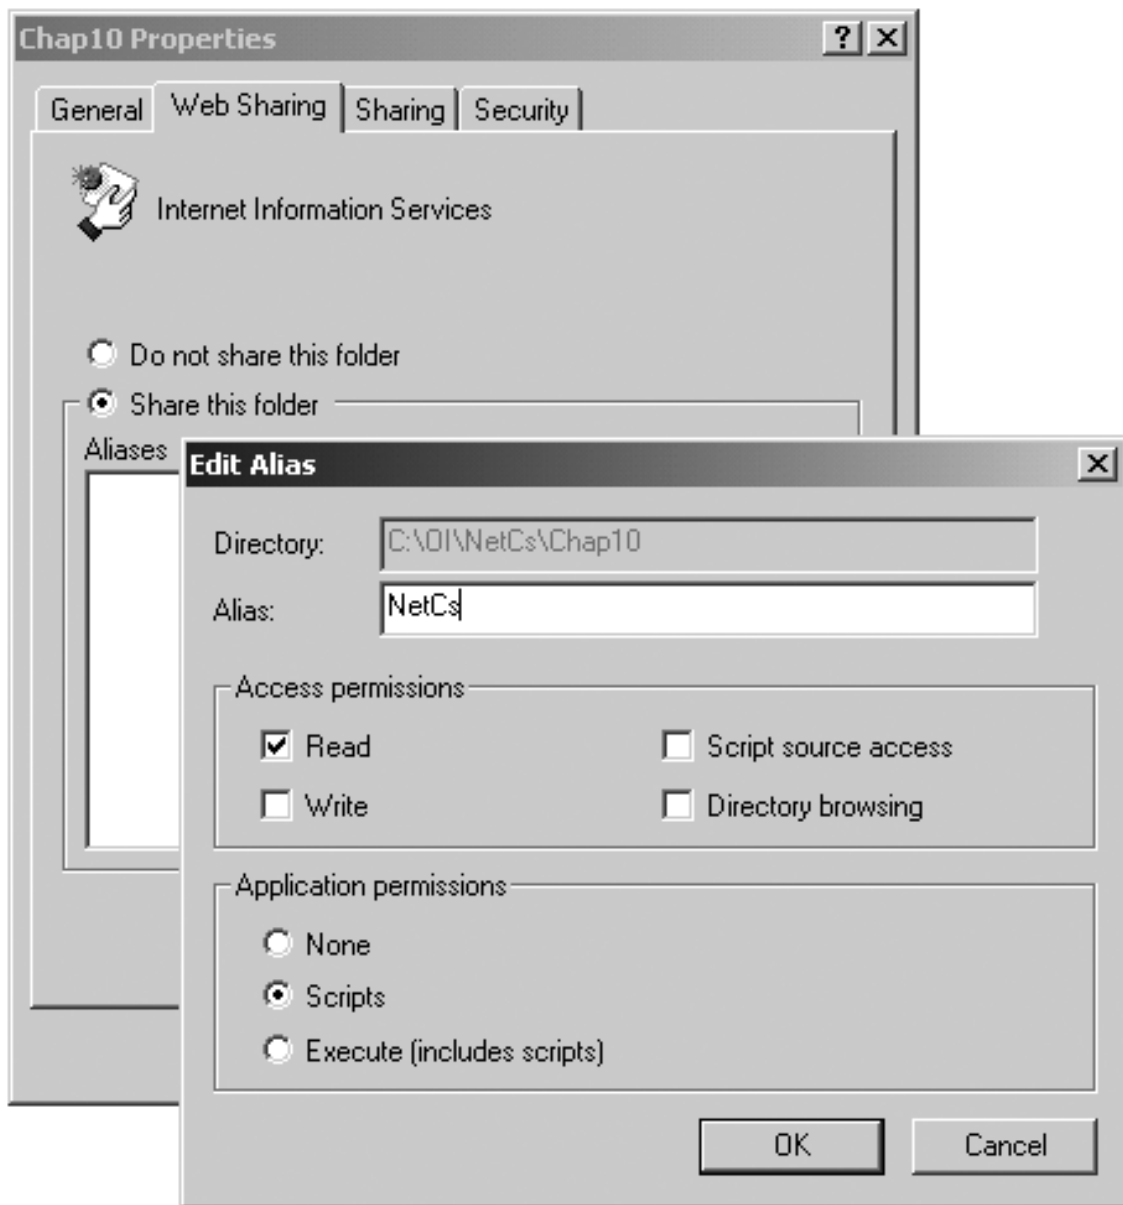 Chap10 Properties
General Web Sharing Sharing Security
Internet Information Services
Do not share this folder
Share this folder
Aliases
Edit Alias
Directory: C:\OI\NetCs\Chap10
Alias: NetCs
Access permissions
Read Script source access
Write Directory browsing
Application permissions
None
Scripts
Execute (includes scripts)
OK Cancel